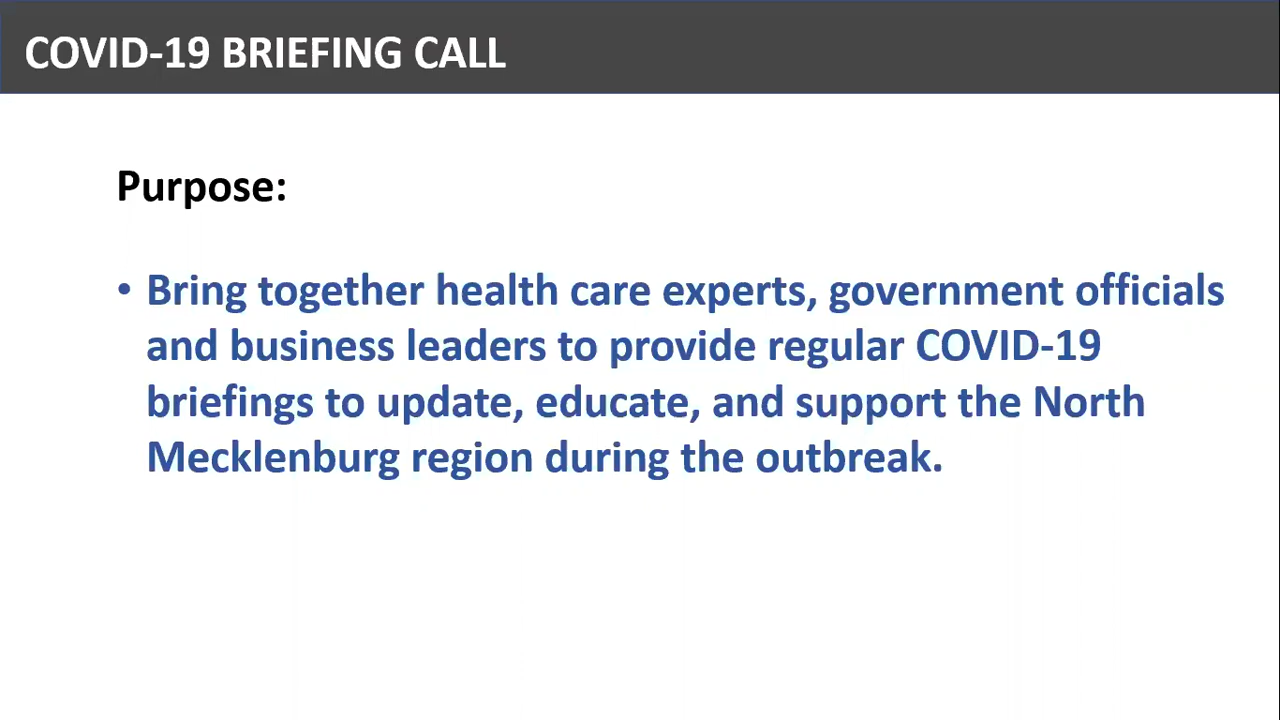 COVID-19 BRIEFING CALL
Purpose:
• Bring together health care experts, government officials
and business leaders to provide regular COVID-19
briefings to update, educate, and support the North
Mecklenburg region during the outbreak.